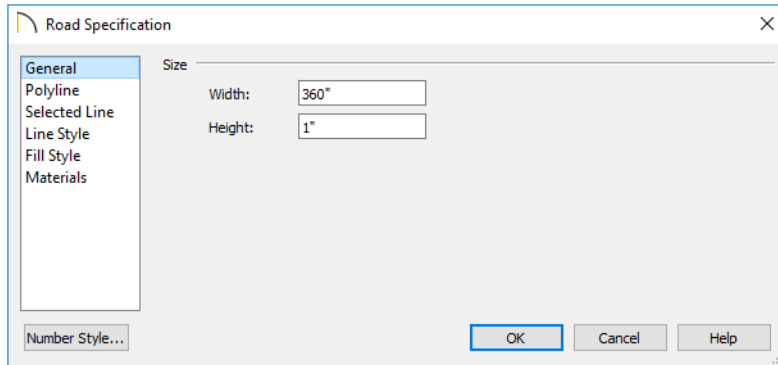 Road Specification
General
Polyline
Selected Line
Line Style
Fill Style
Materials
Size
Width: 360"
Height: 1"
Number Style...
OK Cancel Help